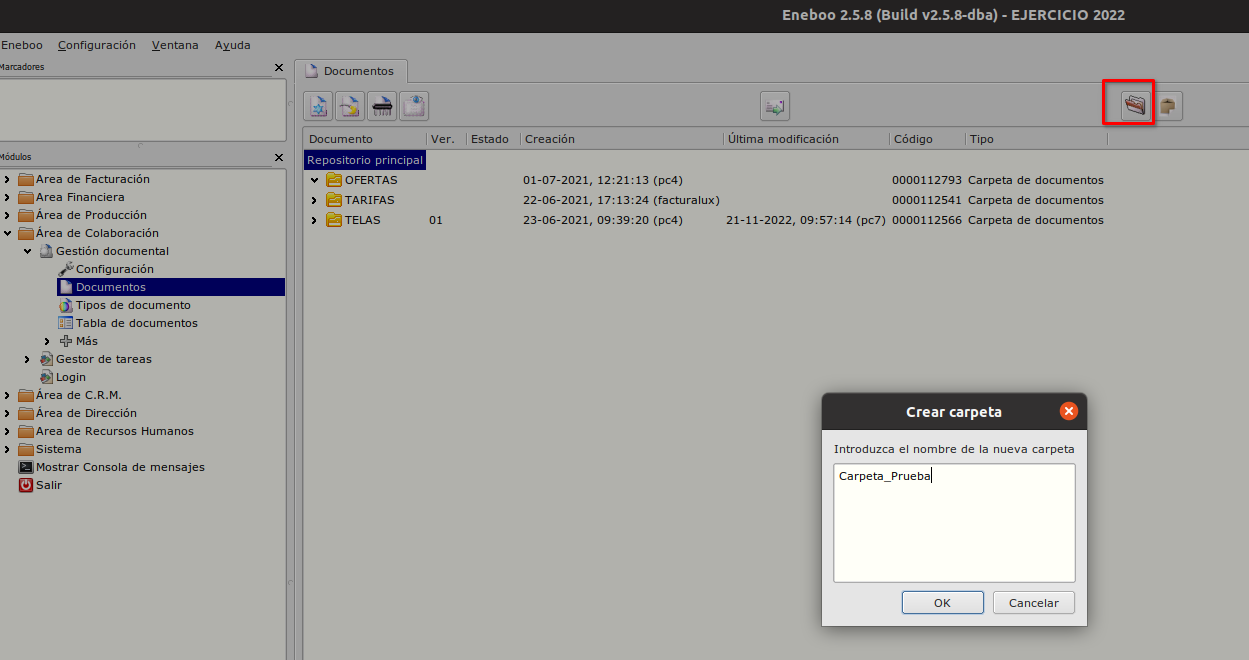 Eneboo 2.5.8 (Build v2.5.8-dba) - EJERCICIO 2022
Eneboo Configuración Ventana Ayuda
Marcadores
Módulos
Area de Facturación
Area Financiera
Área de Producción
Área de Colaboración
Gestión documental
Configuración
Documentos
Tipos de documento
Tabla de documentos
Más
Gestor de tareas
Login
Área de C.R.M.
Área de Dirección
Area de Recursos Humanos
Sistema
Mostrar Consola de mensajes
Salir
Documentos
Documento Ver. Estado Creación Última modificación Código Tipo
Repositorio principal
OFERTAS 01-07-2021, 12:21:13 (pc4) 0000112793 Carpeta de documentos
TARIFAS 22-06-2021, 17:13:24 (facturalux) 0000112541 Carpeta de documentos
TELAS 01 23-06-2021, 09:39:20 (pc4) 21-11-2022, 09:57:14 (pc7) 0000112566 Carpeta de documentos
Crear carpeta
Introduzca el nombre de la nueva carpeta
Carpeta_Prueba
OK Cancelar